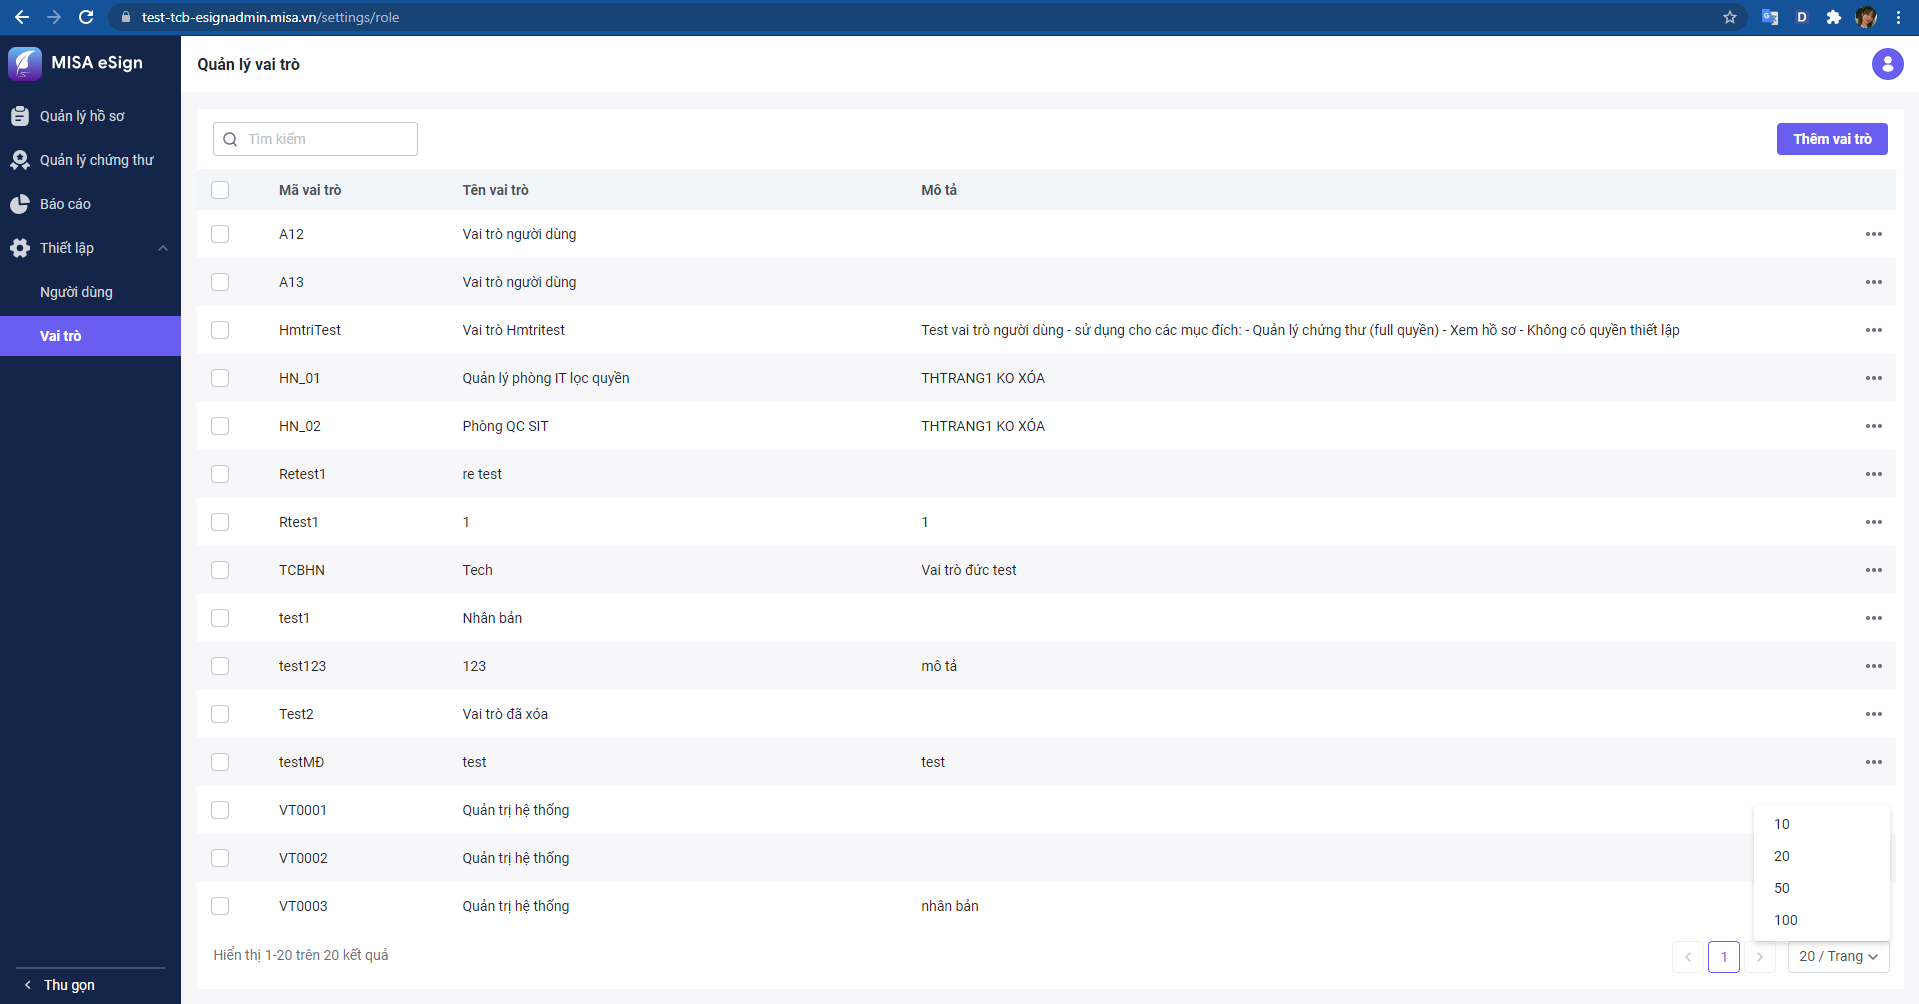 test-tcb-esignadmin.misa.vn/settings/role
MISA eSign
Quản lý hồ sơ
Quản lý chứng thư
Báo cáo
Thiết lập
Người dùng
Vai trò
Thu gọn
Quản lý vai trò
Tìm kiếm
Thêm vai trò
Mã vai trò Tên vai trò Mô tả
A12 Vai trò người dùng
A13 Vai trò người dùng
HmtriTest Vai trò Hmtritest Test vai trò người dùng - sử dụng cho các mục đích: - Quản lý chứng thư (full quyền) - Xem hồ sơ - Không có quyền thiết lập
HN_01 Quản lý phòng IT lọc quyền THTRANG1 KO XÓA
HN_02 Phòng QC SIT THTRANG1 KO XÓA
Retest1 re test
Rtest1 1 1
TCBHN Tech Vai trò đức test
test1 Nhân bản
test123 123 mô tả
Test2 Vai trò đã xóa
testMĐ test test
VT0001 Quản trị hệ thống
VT0002 Quản trị hệ thống
VT0003 Quản trị hệ thống nhân bản
10
20
50
100
Hiển thị 1-20 trên 20 kết quả
1
20 / Trang